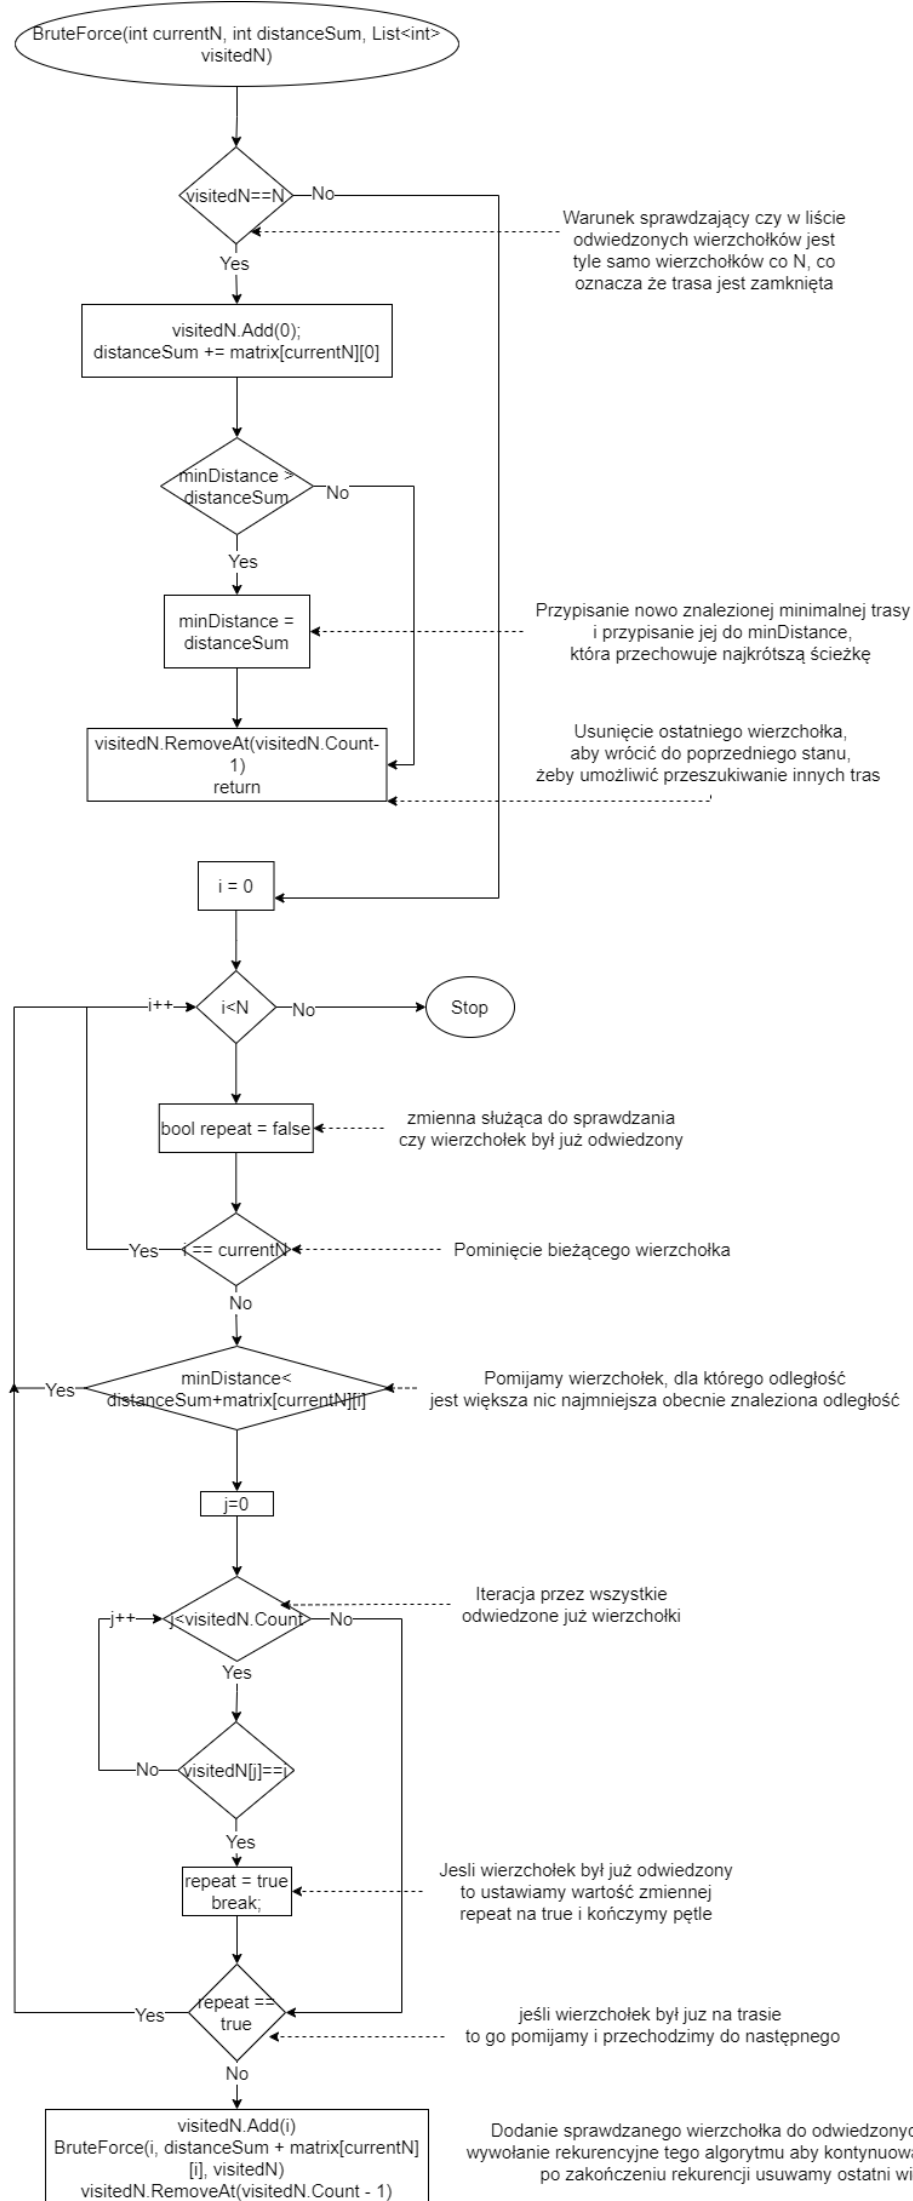 BruteForce(int currentN, int distanceSum, List<int>
visitedN)
visitedN==N
No
Warunek sprawdzający czy w liście
odwiedzonych wierzchołków jest
tyle samo wierzchołków co N, co
oznacza że trasa jest zamknięta
Yes
visitedN.Add(0);
distanceSum += matrix[currentN][0]
minDistance >
distanceSum
No
Yes
minDistance =
distanceSum
Przypisanie nowo znalezionej minimalnej trasy
i przypisanie jej do minDistance,
która przechowuje najkrótszą ścieżkę
visitedN.RemoveAt(visitedN.Count-
1)
return
Usunięcie ostatniego wierzchołka,
aby wrócić do poprzedniego stanu,
żeby umożliwić przeszukiwanie innych tras
i = 0
i++
i<N
No
Stop
bool repeat = false
zmienna służąca do sprawdzania
czy wierzchołek był już odwiedzony
Yes
i == currentN
Pominięcie bieżącego wierzchołka
No
Yes
minDistance<
distanceSum+matrix[currentN][i]
Pomijamy wierzchołek, dla którego odległość
jest większa nic najmniejsza obecnie znaleziona odległość
j=0
Iteracja przez wszystkie
odwiedzone już wierzchołki
j++
j<visitedN.Count
No
Yes
No
visitedN[j]==i
Yes
repeat = true
break;
Jesli wierzchołek był już odwiedzony
to ustawiamy wartość zmiennej
repeat na true i kończymy pętle
Yes
repeat ==
true
jeśli wierzchołek był juz na trasie
to go pomijamy i przechodzimy do następnego
No
visitedN.Add(i)
BruteForce(i, distanceSum + matrix[currentN]
[i], visitedN)
visitedN.RemoveAt(visitedN.Count - 1)
Dodanie sprawdzanego wierzchołka do
wywołanie rekurencyjne tego algorytmu aby
po zakończeniu rekurencji usuwamy ostatni